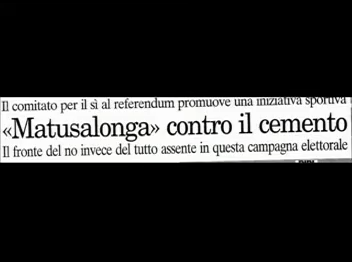 Il comitato per il sì al referendum promuove una iniziativa sportiva
«Matusalonga» contro il cemento
Il fronte del no invece del tutto assente in questa campagna elettorale